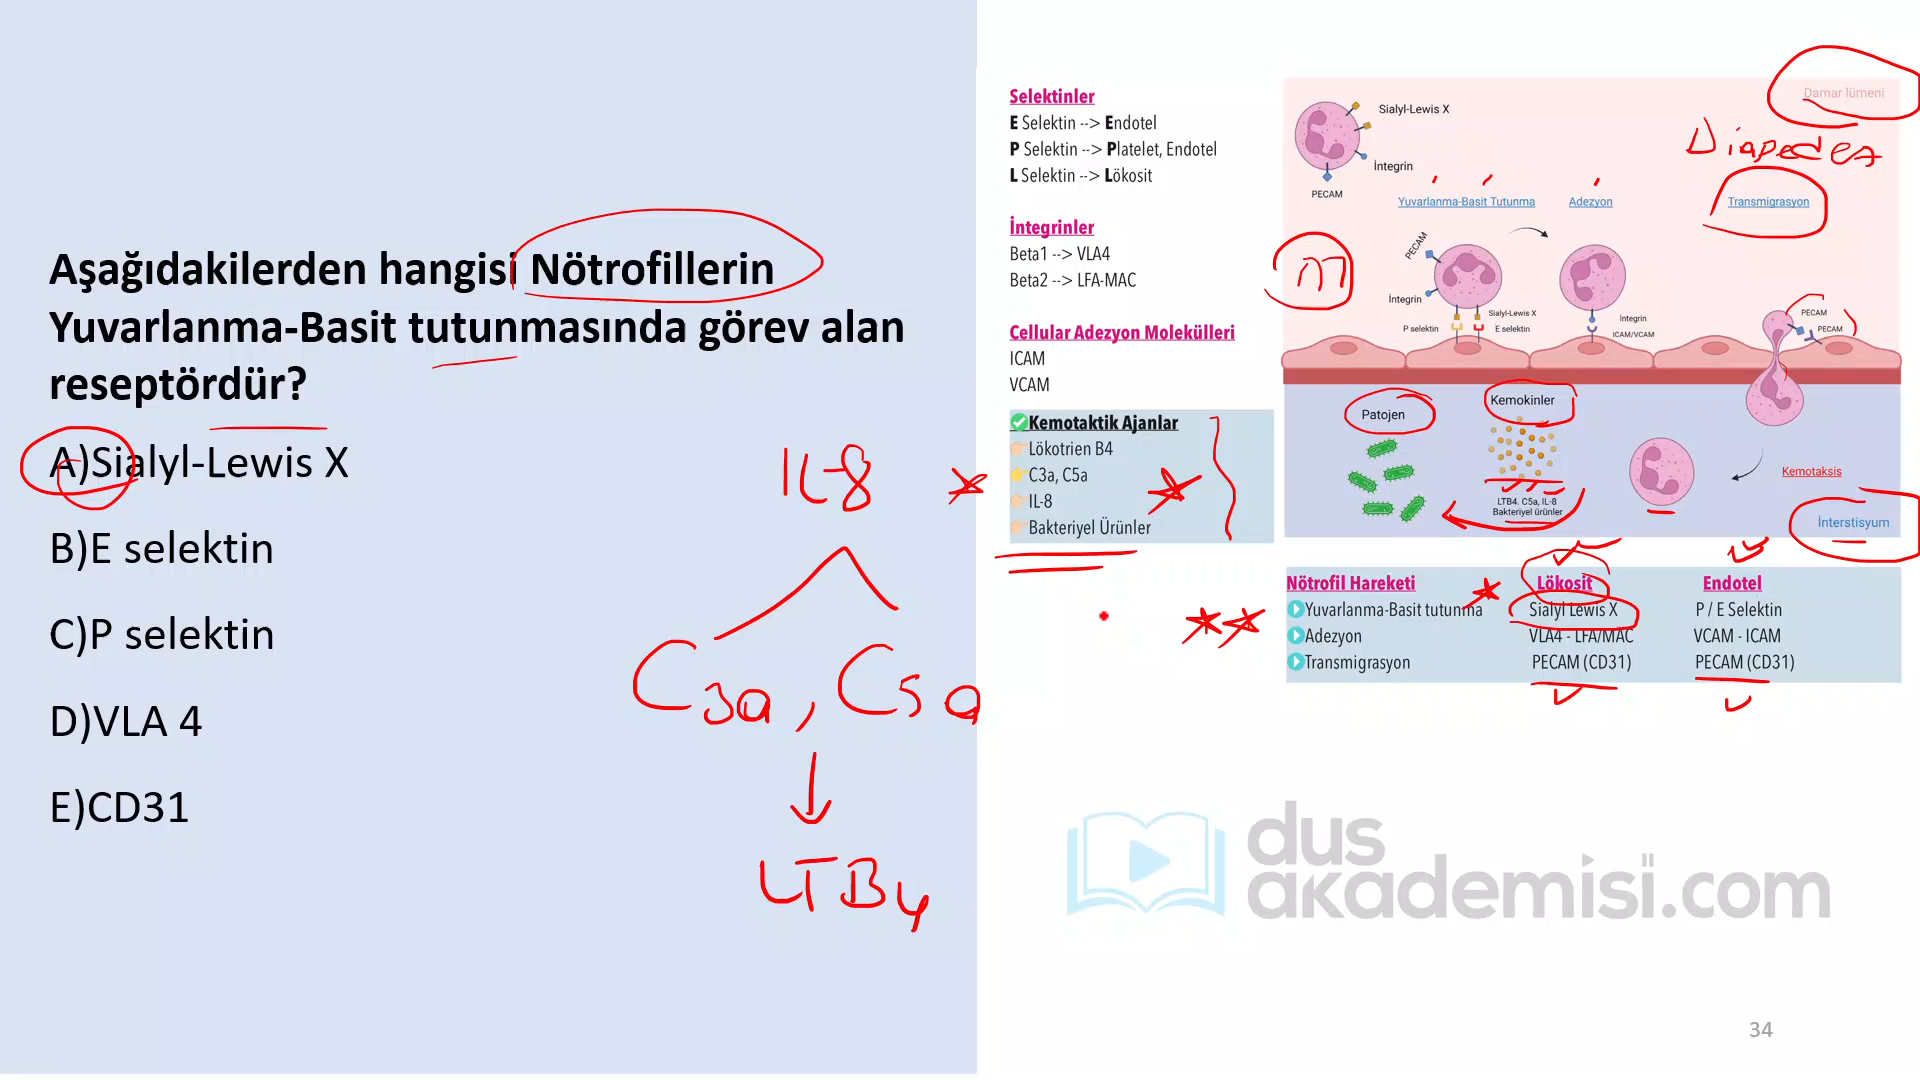 Aşağıdakilerden hangisi Nötrofillerin
Yuvarlanma-Basit tutunmasında görev alan
reseptördür?
A)Sialyl-Lewis X
B)E selektin
C)P selektin
D)VLA 4
E)CD31
IL-8
C3a, C5a
LTB4
Selektinler
E Selektin --> Endotel
P Selektin --> Platelet, Endotel
L Selektin --> Lökosit
İntegrinler
Beta1 --> VLA4
Beta2 --> LFA-MAC
Cellular Adezyon Molekülleri
ICAM
VCAM
Kemotaktik Ajanlar
Lökotrien B4
C3a, C5a
IL-8
Bakteriyel Ürünler
Damar lümeni
Sialyl-Lewis X
İntegrin
PECAM
Diapedez
Yuvarlanma-Basit Tutunma
Adezyon
Transmigrasyon
PECAM
İntegrin
Sialyl-Lewis X
P selektin
E selektin
İntegrin
ICAM/VCAM
PECAM
PECAM
Patojen
Kemokinler
LTB4. C5a, IL-8
Bakteriyel ürünler
Kemotaksis
İnterstisyum
Nötrofil Hareketi Lökosit Endotel
Yuvarlanma-Basit tutunma Sialyl Lewis X P / E Selektin
Adezyon VLA4 - LFA/MAC VCAM - ICAM
Transmigrasyon PECAM (CD31) PECAM (CD31)
dus
akademisi.com
34